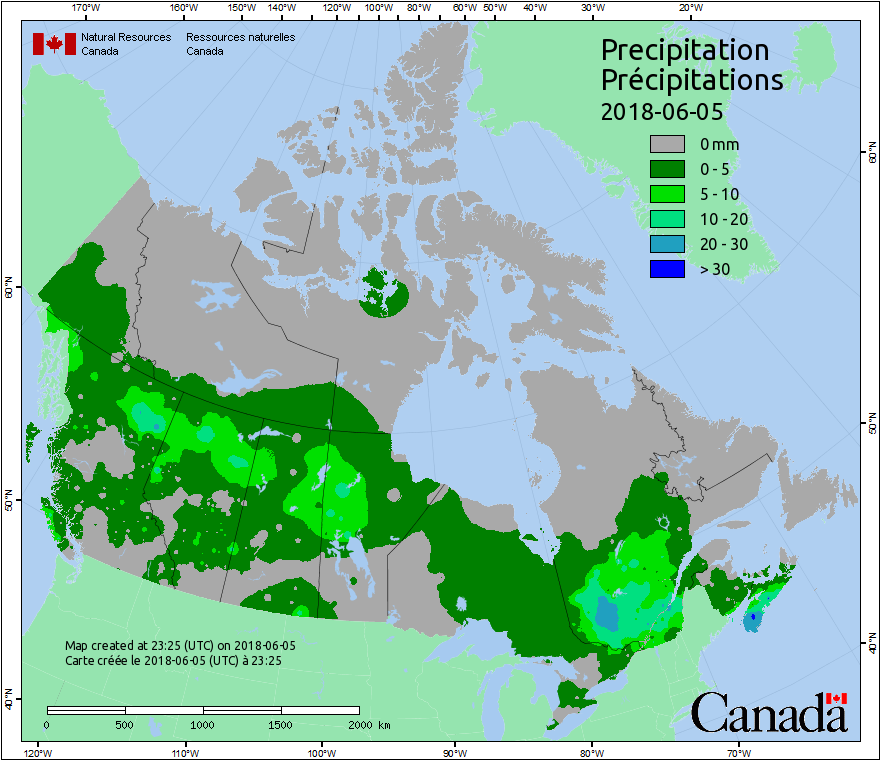 170°W 160°W 150°W 140°W 120°W 100°W 80°W 60°W 50°W 40°W 30°W 20°W
Natural Resources Canada
Ressources naturelles Canada
Precipitation
Précipitations
2018-06-05
0 mm
0 - 5
5 - 10
10 - 20
20 - 30
> 30
60°N
50°N
40°N
60°N
50°N
40°N
Map created at 23:25 (UTC) on 2018-06-05
Carte créée le 2018-06-05 (UTC) à 23:25
0 500 1000 1500 2000 km
Canada
120°W 110°W 100°W 90°W 80°W 70°W